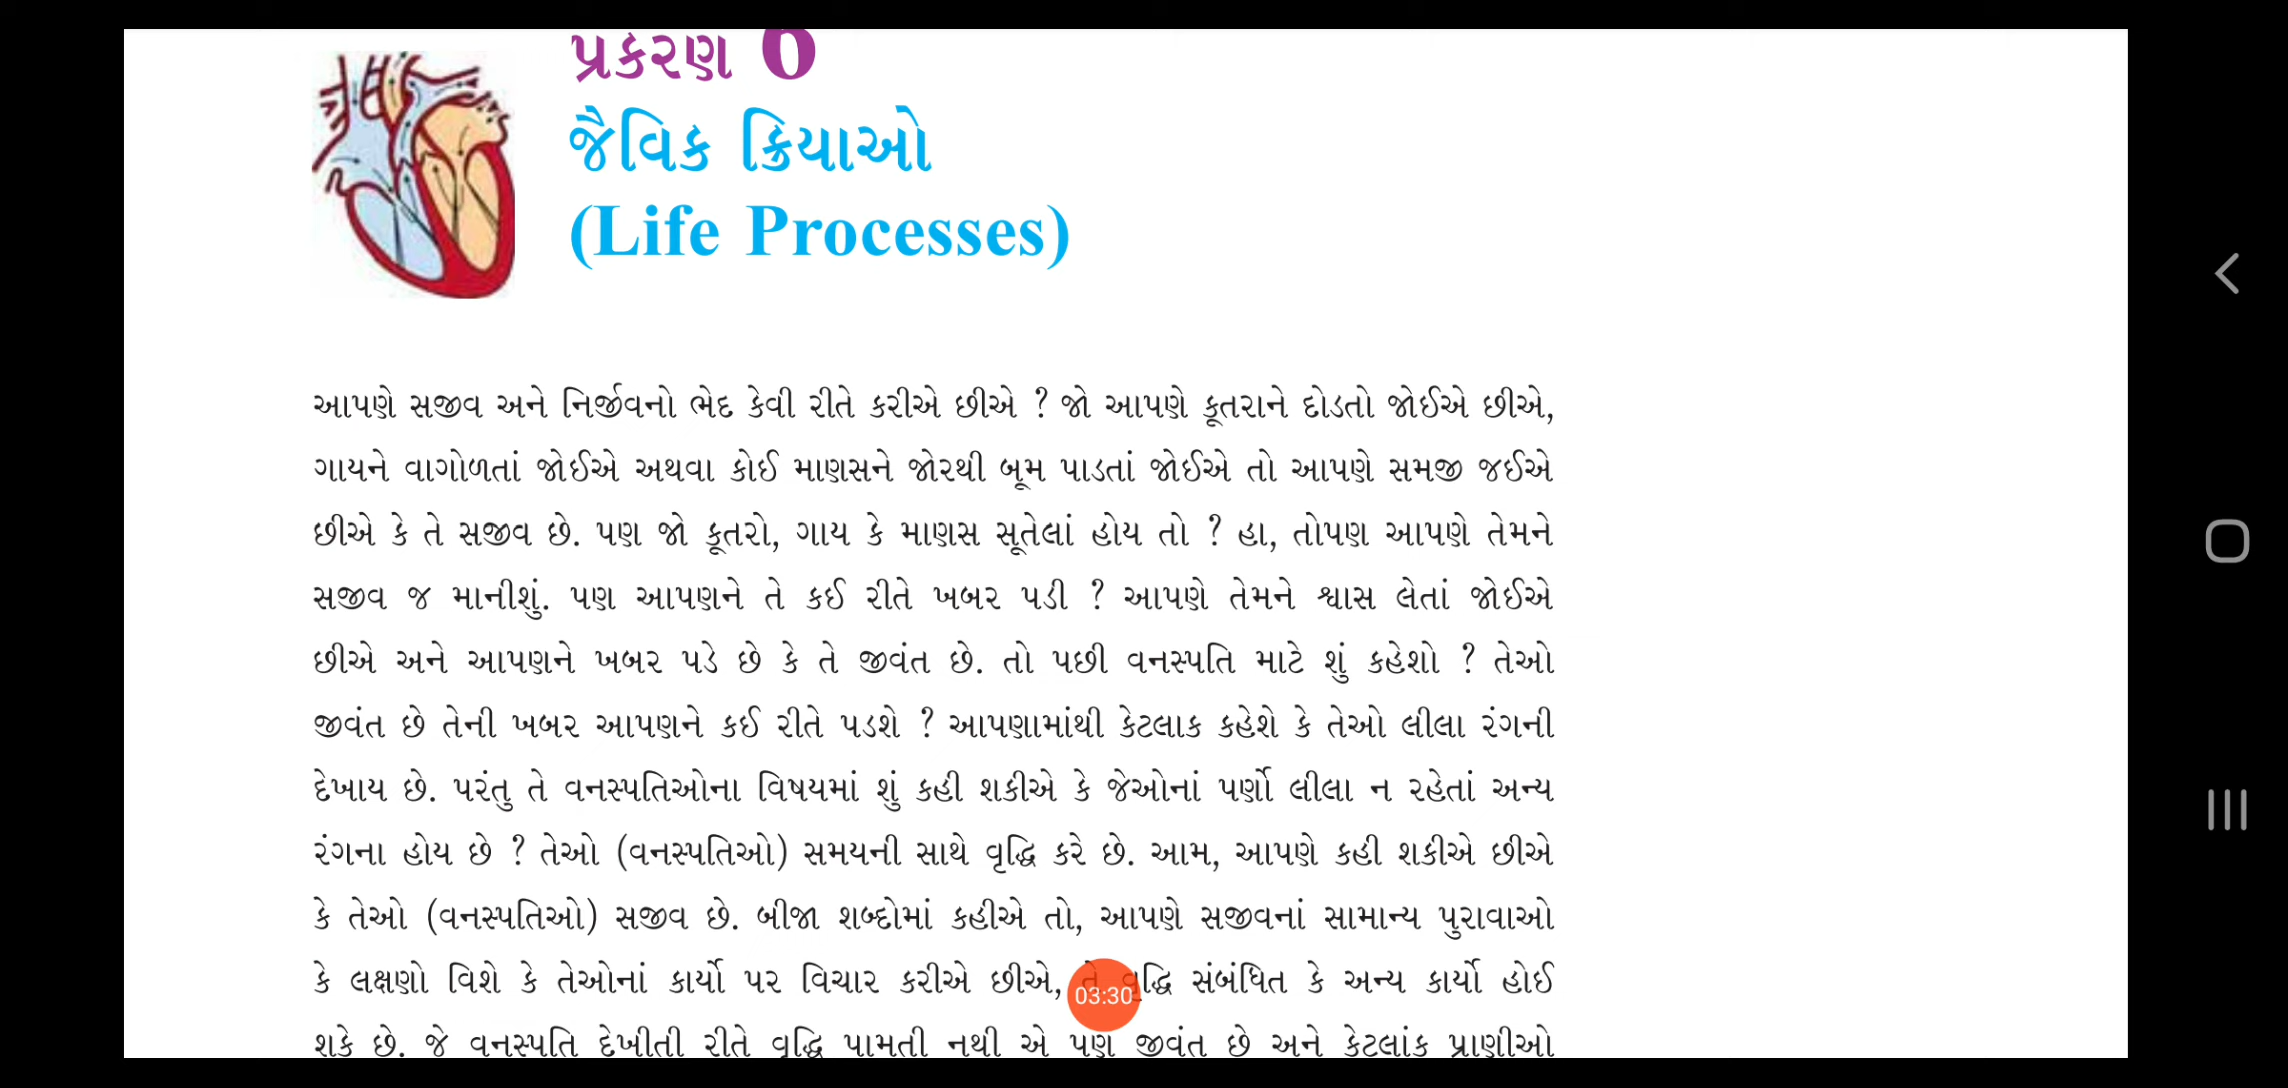 પ્રકરણ 6
જૈવિક ક્રિયાઓ
(Life Processes)
આપણે સજીવ અને નિર્જીવનો ભેદ કેવી રીતે કરીએ છીએ ? જો આપણે કૂતરાને દોડતો જોઈએ છીએ,
ગાયને વાગોળતાં જોઈએ અથવા કોઈ માણસને જોરથી બૂમ પાડતાં જોઈએ તો આપણે સમજી જઈએ
છીએ કે તે સજીવ છે. પણ જો કૂતરો, ગાય કે માણસ સૂતેલાં હોય તો ? હા, તોપણ આપણે તેમને
સજીવ જ માનીશું. પણ આપણને તે કઈ રીતે ખબર પડી ? આપણે તેમને શ્વાસ લેતાં જોઈએ
છીએ અને આપણને ખબર પડે છે કે તે જીવંત છે. તો પછી વનસ્પતિ માટે શું કહેશો ? તેઓ
જીવંત છે તેની ખબર આપણને કઈ રીતે પડશે ? આપણામાંથી કેટલાક કહેશે કે તેઓ લીલા રંગની
દેખાય છે. પરંતુ તે વનસ્પતિઓના વિષયમાં શું કહી શકીએ કે જેઓનાં પર્ણો લીલા ન રહેતાં અન્ય
રંગના હોય છે ? તેઓ (વનસ્પતિઓ) સમયની સાથે વૃદ્ધિ કરે છે. આમ, આપણે કહી શકીએ છીએ
કે તેઓ (વનસ્પતિઓ) સજીવ છે. બીજા શબ્દોમાં કહીએ તો, આપણે સજીવનાં સામાન્ય પુરાવાઓ
કે લક્ષણો વિશે કે તેઓનાં કાર્યો પર વિચાર કરીએ છીએ, તે વૃદ્ધિ સંબંધિત કે અન્ય કાર્યો હોઈ
03:30
શકે છે. જે વનસ્પતિ દેખીતી રીતે વૃદ્ધિ પામતી નથી એ પણ જીવંત છે અને કેટલાંક પ્રાણીઓ